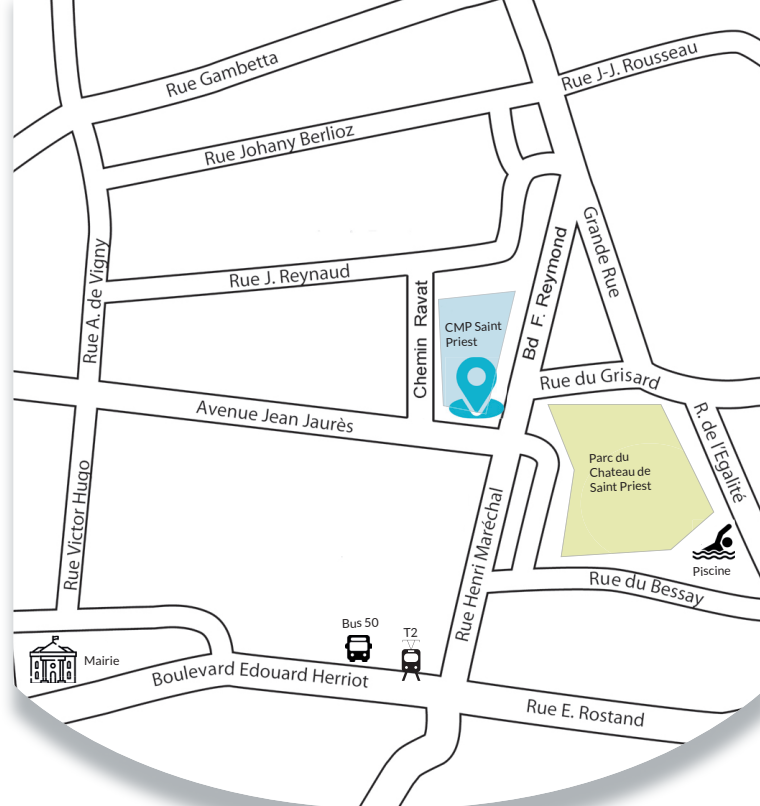 Rue Gambetta
Rue J-J. Rousseau
Rue Johany Berlioz
Rue A. de Vigny
Rue J. Reynaud
Chemin Ravat
CMP Saint
Priest
Bd F. Reymond
Grande Rue
Rue du Grisard
Avenue Jean Jaurès
R. de l'Egalité
Parc du
Chateau de
Saint Priest
Rue Victor Hugo
Rue Henri Maréchal
Piscine
Rue du Bessay
Bus 50
T2
Mairie
Boulevard Edouard Herriot
Rue E. Rostand